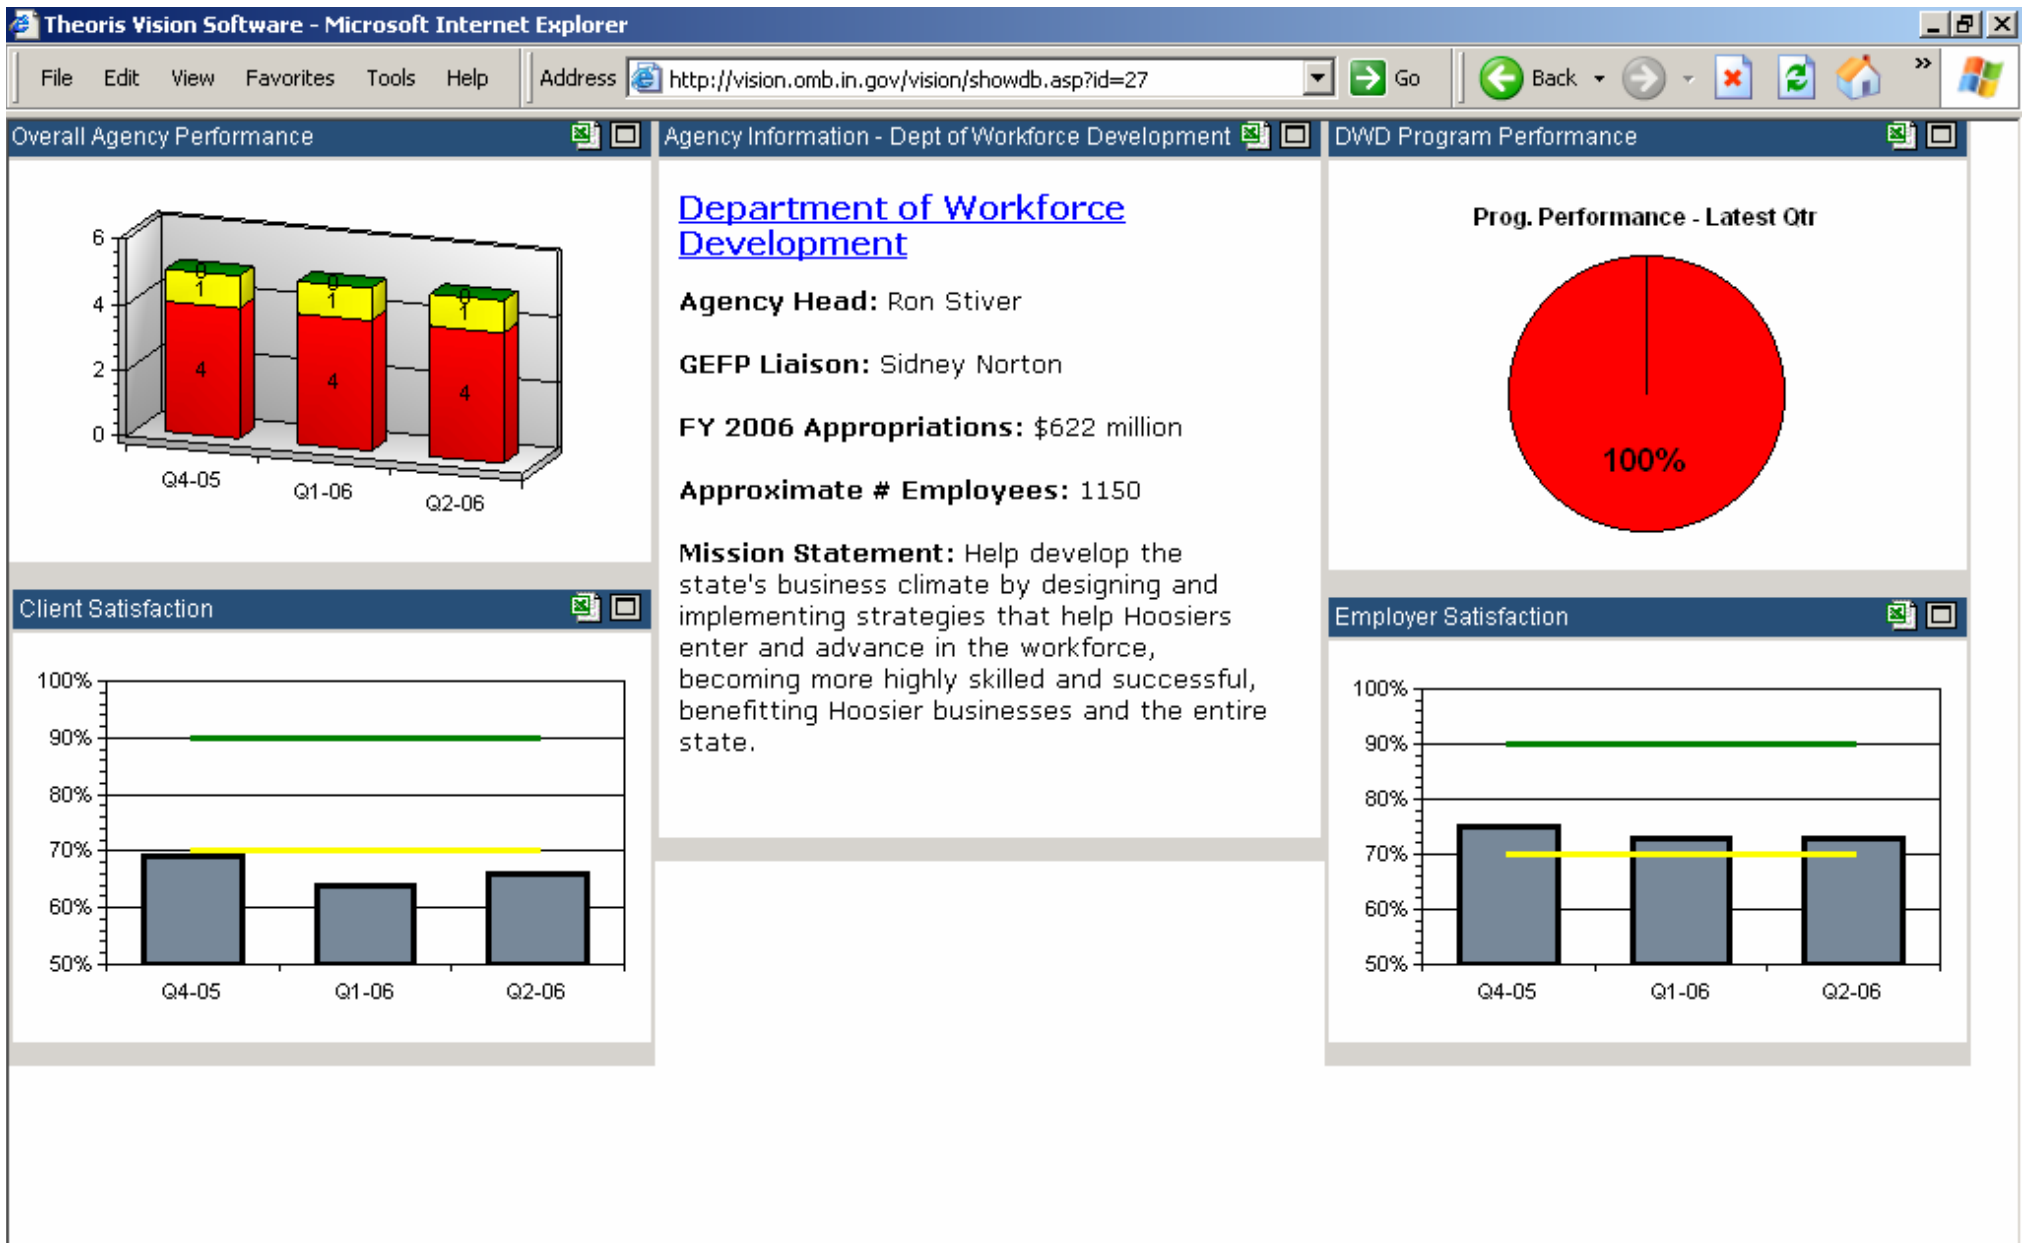 Theoris Vision Software - Microsoft Internet Explorer
File Edit View Favorites Tools Help Address http://vision.omb.in.gov/vision/showdb.asp?id=27 Go Back »
Overall Agency Performance
6
4
2
0
0
1
4
0
1
4
0
1
4
Q4-05
Q1-06
Q2-06
Client Satisfaction
100%
90%
80%
70%
60%
50%
Q4-05 Q1-06 Q2-06
Agency Information - Dept of Workforce Development
Department of Workforce
Development
Agency Head: Ron Stiver
GEFP Liaison: Sidney Norton
FY 2006 Appropriations: $622 million
Approximate # Employees: 1150
Mission Statement: Help develop the
state's business climate by designing and
implementing strategies that help Hoosiers
enter and advance in the workforce,
becoming more highly skilled and successful,
benefitting Hoosier businesses and the entire
state.
DWD Program Performance
Prog. Performance - Latest Qtr
100%
Employer Satisfaction
100%
90%
80%
70%
60%
50%
Q4-05 Q1-06 Q2-06